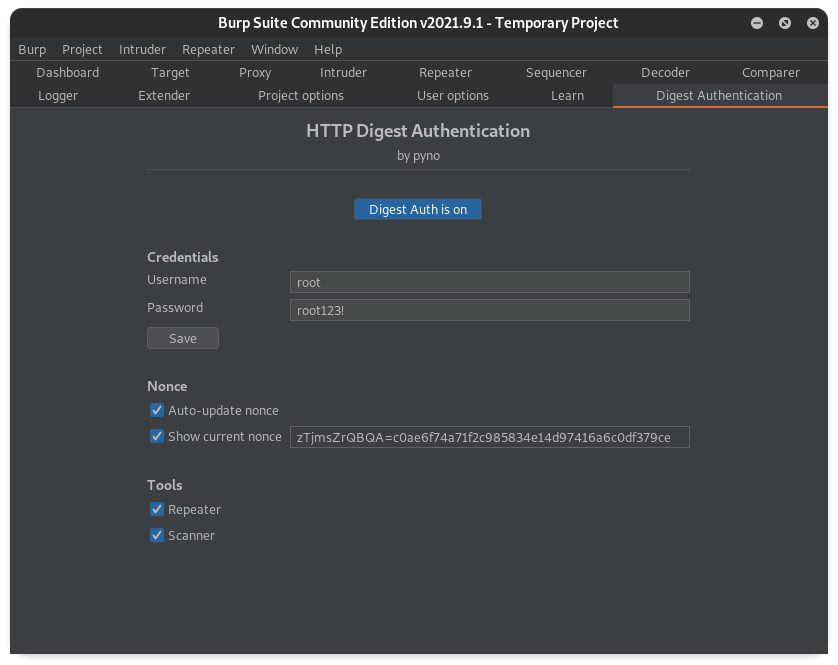 Burp Suite Community Edition v2021.9.1 - Temporary Project
Burp Project Intruder Repeater Window Help
Dashboard Target Proxy Intruder Repeater Sequencer Decoder Comparer
Logger Extender Project options User options Learn Digest Authentication
HTTP Digest Authentication
by pyno
Digest Auth is on
Credentials
Username root
Password root123!
Save
Nonce
Auto-update nonce
Show current nonce zTjmsZrQBQA=c0ae6f74a71f2c985834e14d97416a6c0df379ce
Tools
Repeater
Scanner